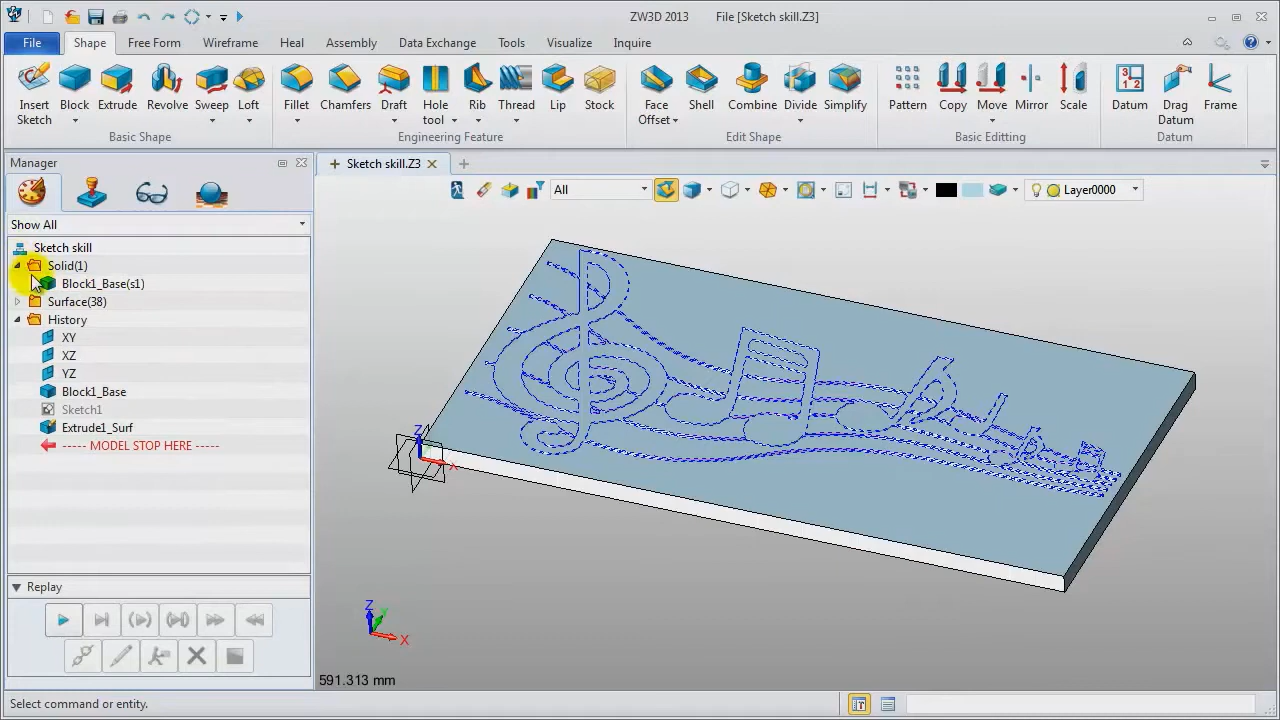 ZW3D 2013 File [Sketch skill.Z3]
File Shape Free Form Wireframe Heal Assembly Data Exchange Tools Visualize Inquire
Insert Sketch Block Extrude Revolve Sweep Loft
Basic Shape
Fillet Chamfers Draft Hole tool Rib Thread Lip Stock
Engineering Feature
Face Offset Shell Combine Divide Simplify
Edit Shape
Pattern Copy Move Mirror Scale
Basic Editting
Datum Drag Datum Frame
Datum
Manager
Sketch skill.Z3
All
Layer0000
Show All
Sketch skill
Solid(1)
Block1_Base(s1)
Surface(38)
History
XY
XZ
YZ
Block1_Base
Sketch1
Extrude1_Surf
----- MODEL STOP HERE -----
Z
X
Replay
Z
Y
X
591.313 mm
Select command or entity.